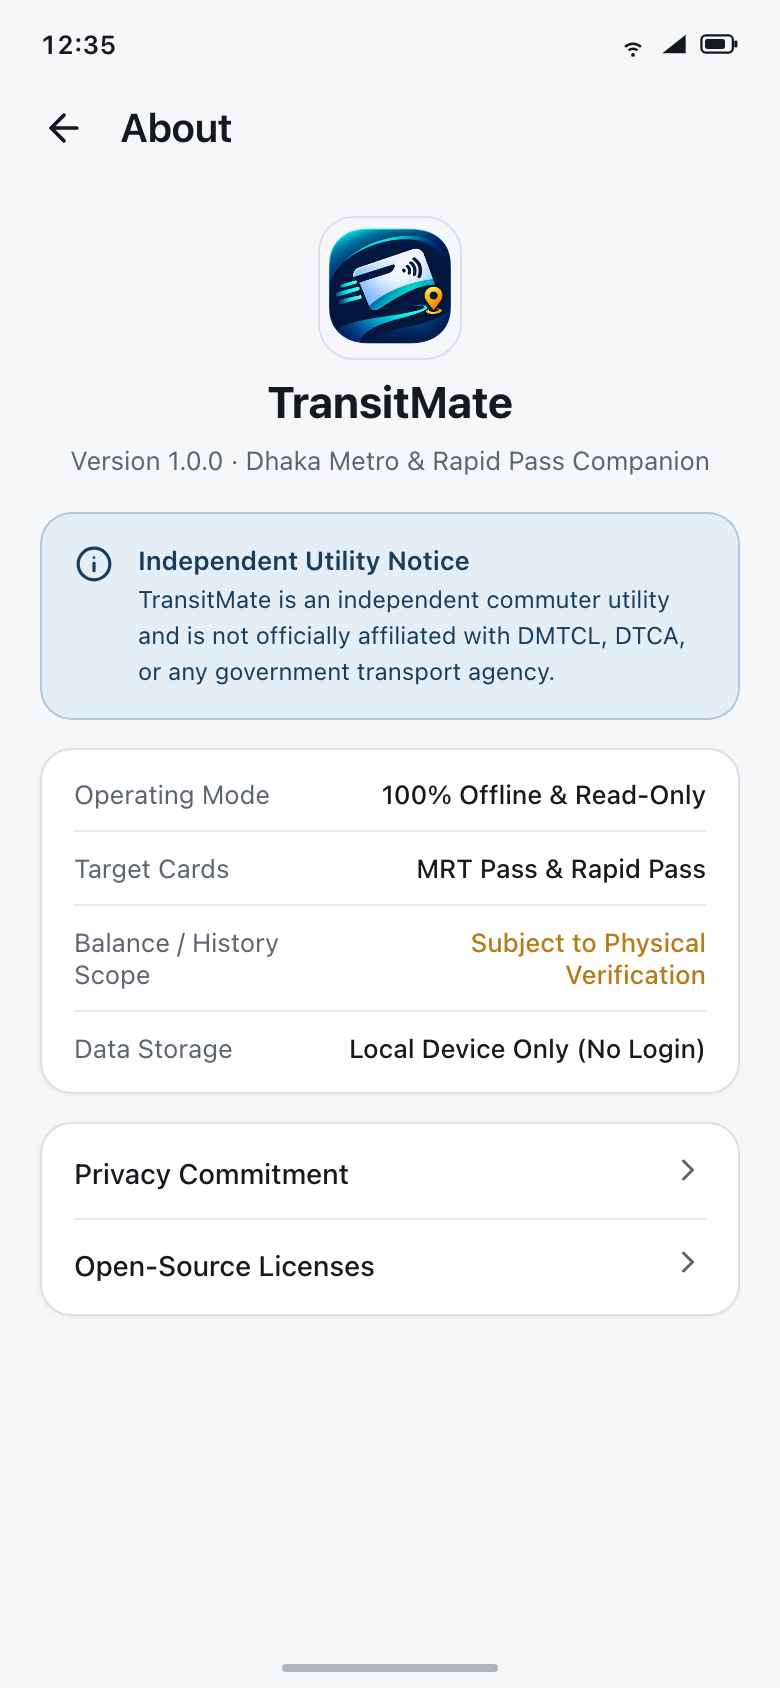 12:35
About
TransitMate
Version 1.0.0 · Dhaka Metro & Rapid Pass Companion
Independent Utility Notice
TransitMate is an independent commuter utility
and is not officially affiliated with DMTCL, DTCA,
or any government transport agency.
Operating Mode 100% Offline & Read-Only
Target Cards MRT Pass & Rapid Pass
Balance / History Subject to Physical
Scope Verification
Data Storage Local Device Only (No Login)
Privacy Commitment
Open-Source Licenses